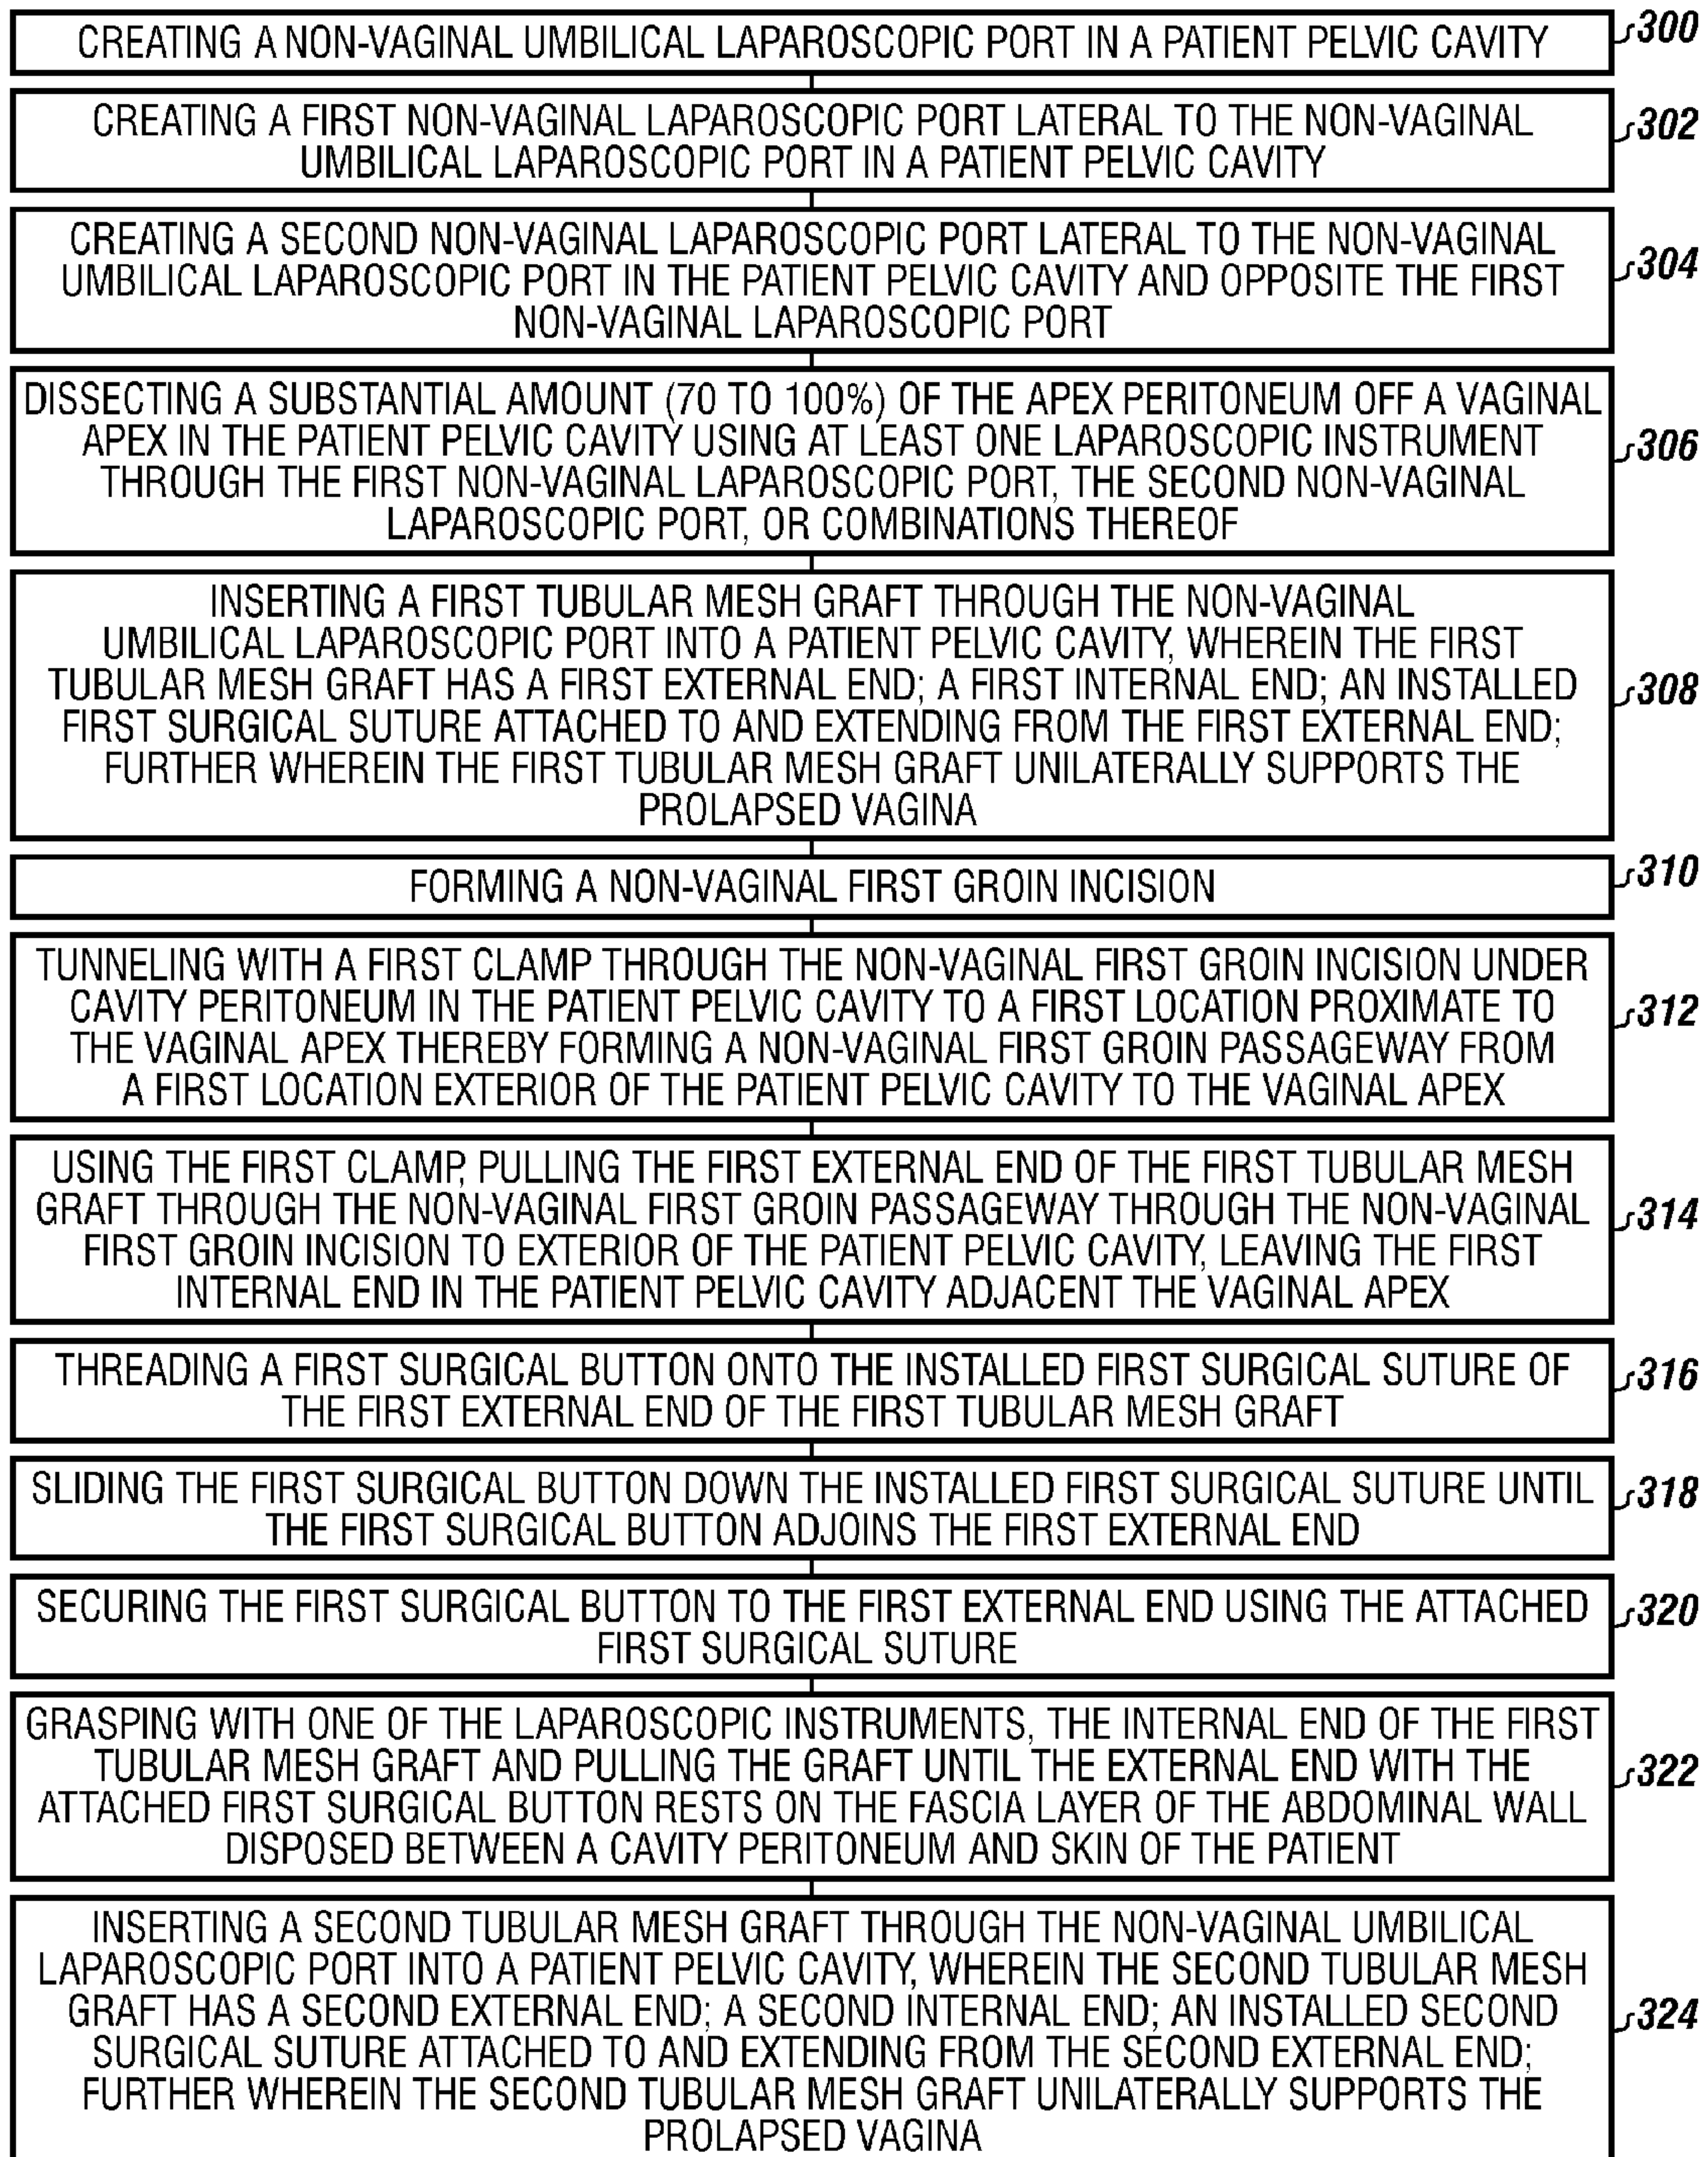 CREATING A NON-VAGINAL UMBILICAL LAPAROSCOPIC PORT IN A PATIENT PELVIC CAVITY
300
CREATING A FIRST NON-VAGINAL LAPAROSCOPIC PORT LATERAL TO THE NON-VAGINAL
UMBILICAL LAPAROSCOPIC PORT IN A PATIENT PELVIC CAVITY
302
CREATING A SECOND NON-VAGINAL LAPAROSCOPIC PORT LATERAL TO THE NON-VAGINAL
UMBILICAL LAPAROSCOPIC PORT IN THE PATIENT PELVIC CAVITY AND OPPOSITE THE FIRST
NON-VAGINAL LAPAROSCOPIC PORT
304
DISSECTING A SUBSTANTIAL AMOUNT (70 TO 100%) OF THE APEX PERITONEUM OFF A VAGINAL
APEX IN THE PATIENT PELVIC CAVITY USING AT LEAST ONE LAPAROSCOPIC INSTRUMENT
THROUGH THE FIRST NON-VAGINAL LAPAROSCOPIC PORT, THE SECOND NON-VAGINAL
LAPAROSCOPIC PORT, OR COMBINATIONS THEREOF
306
INSERTING A FIRST TUBULAR MESH GRAFT THROUGH THE NON-VAGINAL
UMBILICAL LAPAROSCOPIC PORT INTO A PATIENT PELVIC CAVITY, WHEREIN THE FIRST
TUBULAR MESH GRAFT HAS A FIRST EXTERNAL END; A FIRST INTERNAL END; AN INSTALLED
FIRST SURGICAL SUTURE ATTACHED TO AND EXTENDING FROM THE FIRST EXTERNAL END;
FURTHER WHEREIN THE FIRST TUBULAR MESH GRAFT UNILATERALLY SUPPORTS THE
PROLAPSED VAGINA
308
FORMING A NON-VAGINAL FIRST GROIN INCISION
310
TUNNELING WITH A FIRST CLAMP THROUGH THE NON-VAGINAL FIRST GROIN INCISION UNDER
CAVITY PERITONEUM IN THE PATIENT PELVIC CAVITY TO A FIRST LOCATION PROXIMATE TO
THE VAGINAL APEX THEREBY FORMING A NON-VAGINAL FIRST GROIN PASSAGEWAY FROM
A FIRST LOCATION EXTERIOR OF THE PATIENT PELVIC CAVITY TO THE VAGINAL APEX
312
USING THE FIRST CLAMP, PULLING THE FIRST EXTERNAL END OF THE FIRST TUBULAR MESH
GRAFT THROUGH THE NON-VAGINAL FIRST GROIN PASSAGEWAY THROUGH THE NON-VAGINAL
FIRST GROIN INCISION TO EXTERIOR OF THE PATIENT PELVIC CAVITY, LEAVING THE FIRST
INTERNAL END IN THE PATIENT PELVIC CAVITY ADJACENT THE VAGINAL APEX
314
THREADING A FIRST SURGICAL BUTTON ONTO THE INSTALLED FIRST SURGICAL SUTURE OF
THE FIRST EXTERNAL END OF THE FIRST TUBULAR MESH GRAFT
316
SLIDING THE FIRST SURGICAL BUTTON DOWN THE INSTALLED FIRST SURGICAL SUTURE UNTIL
THE FIRST SURGICAL BUTTON ADJOINS THE FIRST EXTERNAL END
318
SECURING THE FIRST SURGICAL BUTTON TO THE FIRST EXTERNAL END USING THE ATTACHED
FIRST SURGICAL SUTURE
320
GRASPING WITH ONE OF THE LAPAROSCOPIC INSTRUMENTS, THE INTERNAL END OF THE FIRST
TUBULAR MESH GRAFT AND PULLING THE GRAFT UNTIL THE EXTERNAL END WITH THE
ATTACHED FIRST SURGICAL BUTTON RESTS ON THE FASCIA LAYER OF THE ABDOMINAL WALL
DISPOSED BETWEEN A CAVITY PERITONEUM AND SKIN OF THE PATIENT
322
INSERTING A SECOND TUBULAR MESH GRAFT THROUGH THE NON-VAGINAL UMBILICAL
LAPAROSCOPIC PORT INTO A PATIENT PELVIC CAVITY, WHEREIN THE SECOND TUBULAR MESH
GRAFT HAS A SECOND EXTERNAL END; A SECOND INTERNAL END; AN INSTALLED SECOND
SURGICAL SUTURE ATTACHED TO AND EXTENDING FROM THE SECOND EXTERNAL END;
FURTHER WHEREIN THE SECOND TUBULAR MESH GRAFT UNILATERALLY SUPPORTS THE
PROLAPSED VAGINA
324